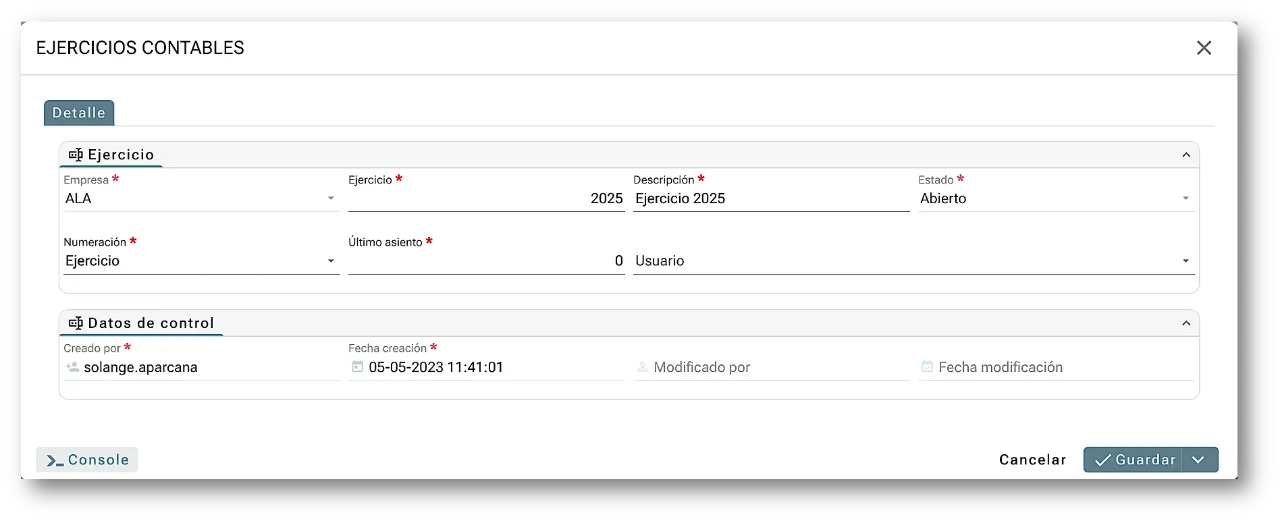 EJERCICIOS CONTABLES
Detalle
Ejercicio
Empresa * Ejercicio * Descripción * Estado *
ALA 2025 Ejercicio 2025 Abierto
Numeración * Último asiento *
Ejercicio 0 Usuario
Datos de control
Creado por * Fecha creación *
solange.aparcana 05-05-2023 11:41:01 Modificado por Fecha modificación
Console Cancelar Guardar